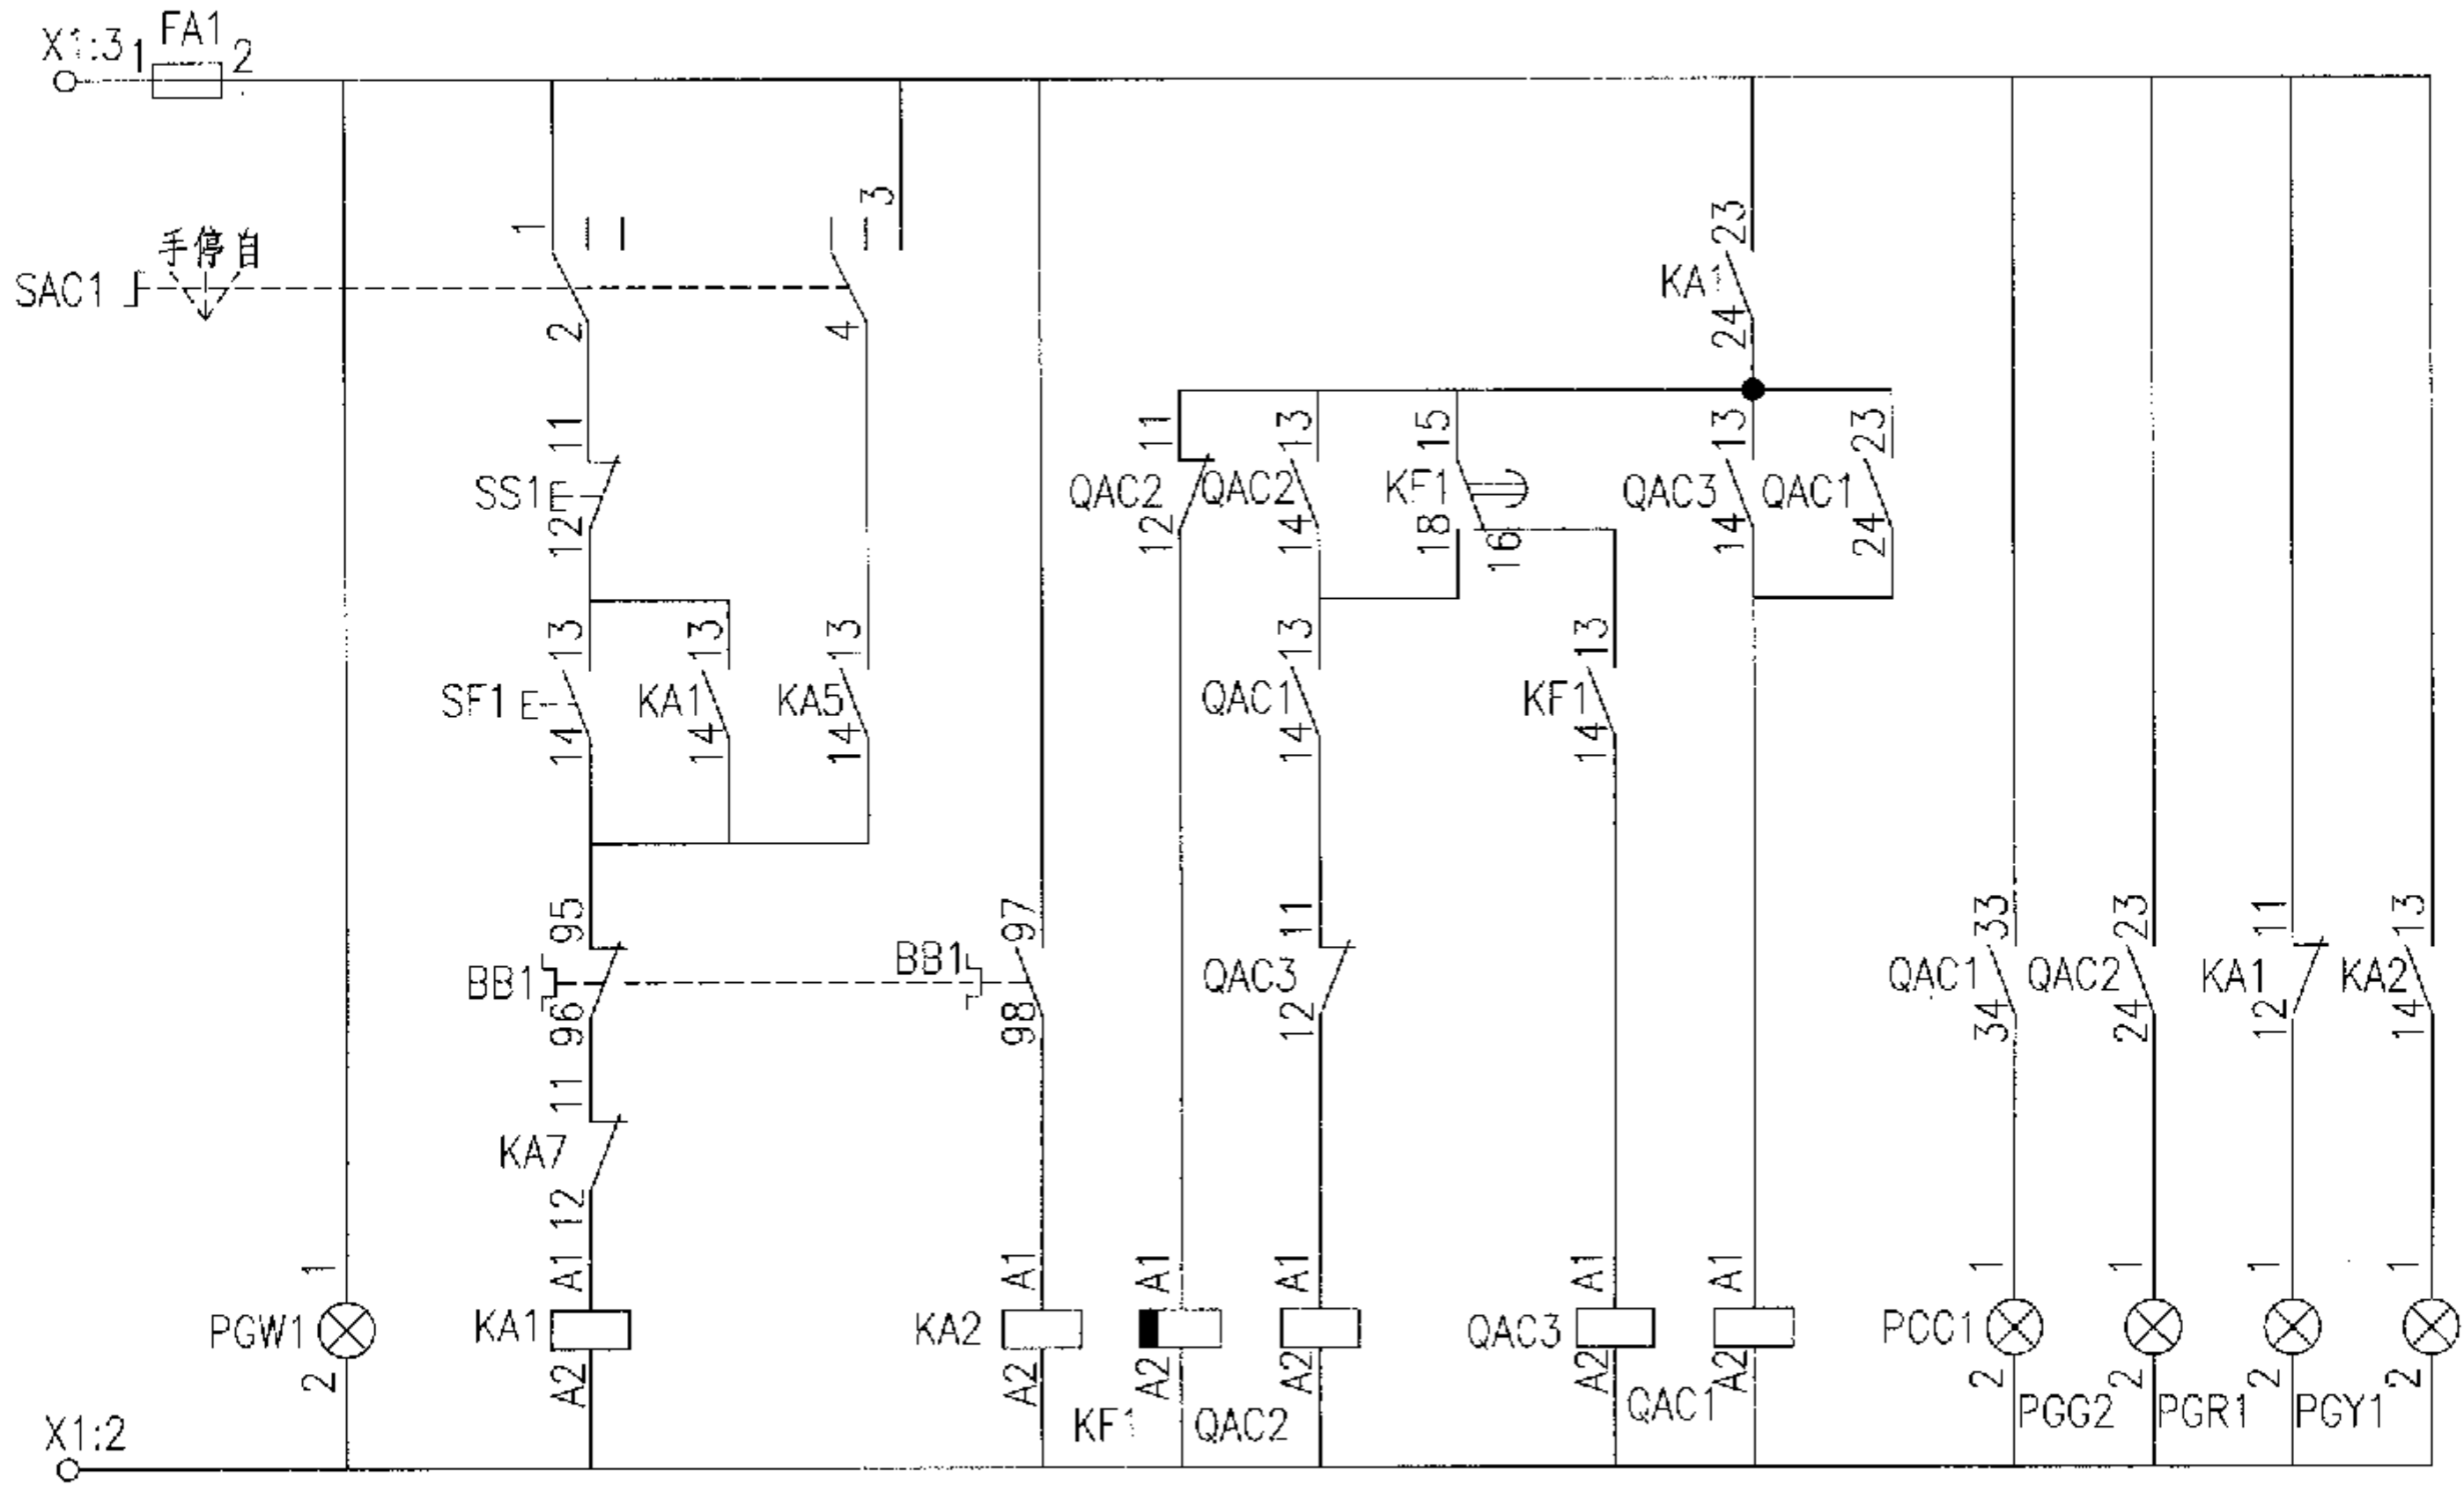 X1:3
1
FA1
2
SAC1
手停自
1
2
3
4
23
KA1
24
11
SS1
12
11
QAC2
12
13
QAC2
14
15
KF1
18
16
13
QAC3
14
23
QAC1
24
13
SF1
14
13
KA1
14
13
KA5
14
13
QAC1
14
13
KF1
14
95
BB1
96
BB1
97
98
11
QAC3
12
33
QAC1
34
23
QAC2
24
11
KA1
12
13
KA2
14
11
KA7
12
1
PGW1
2
A1
KA1
A2
A1
KA2
A2
A1
A2
KF1
A1
A2
QAC2
A1
QAC3
A2
A1
A2
QAC1
1
PCC1
2
1
2
PGG2
1
2
PGR1
1
2
PGY1
X1:2